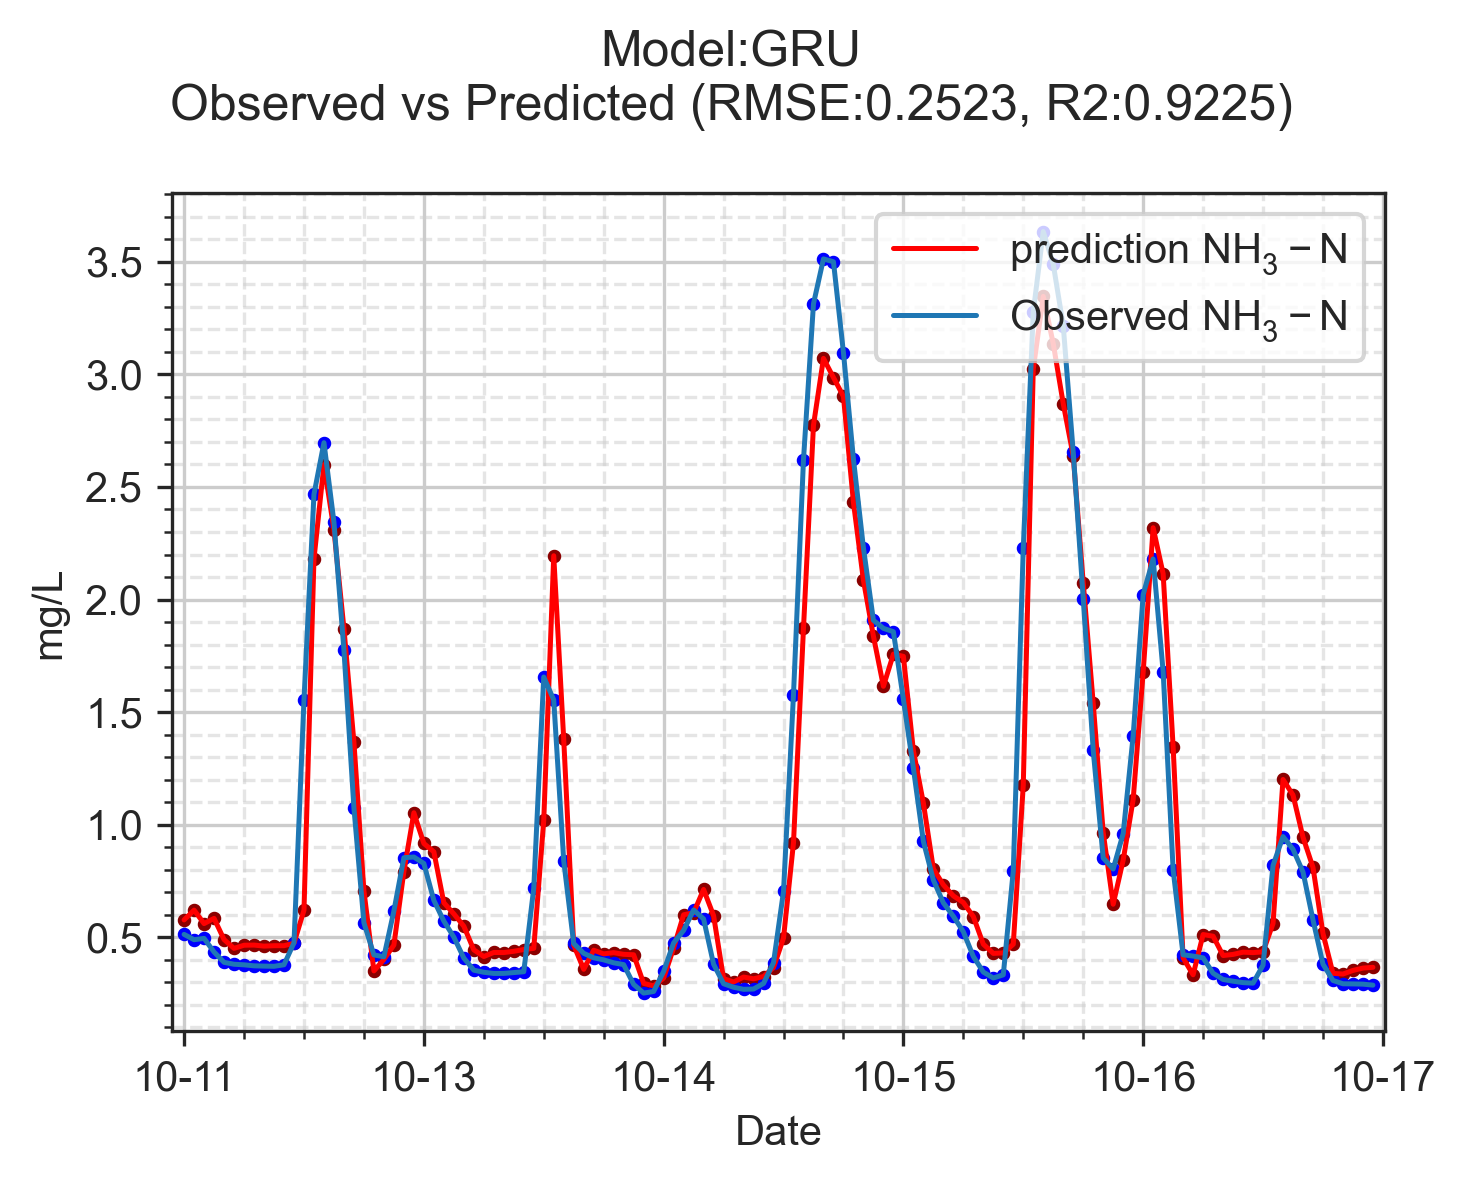 Model:GRU
Observed vs Predicted (RMSE:0.2523, R2:0.9225)
prediction NH₃ − N
Observed NH₃ − N
3.5
3.0
2.5
2.0
1.5
1.0
0.5
mg/L
10-11 10-13 10-14 10-15 10-16 10-17
Date